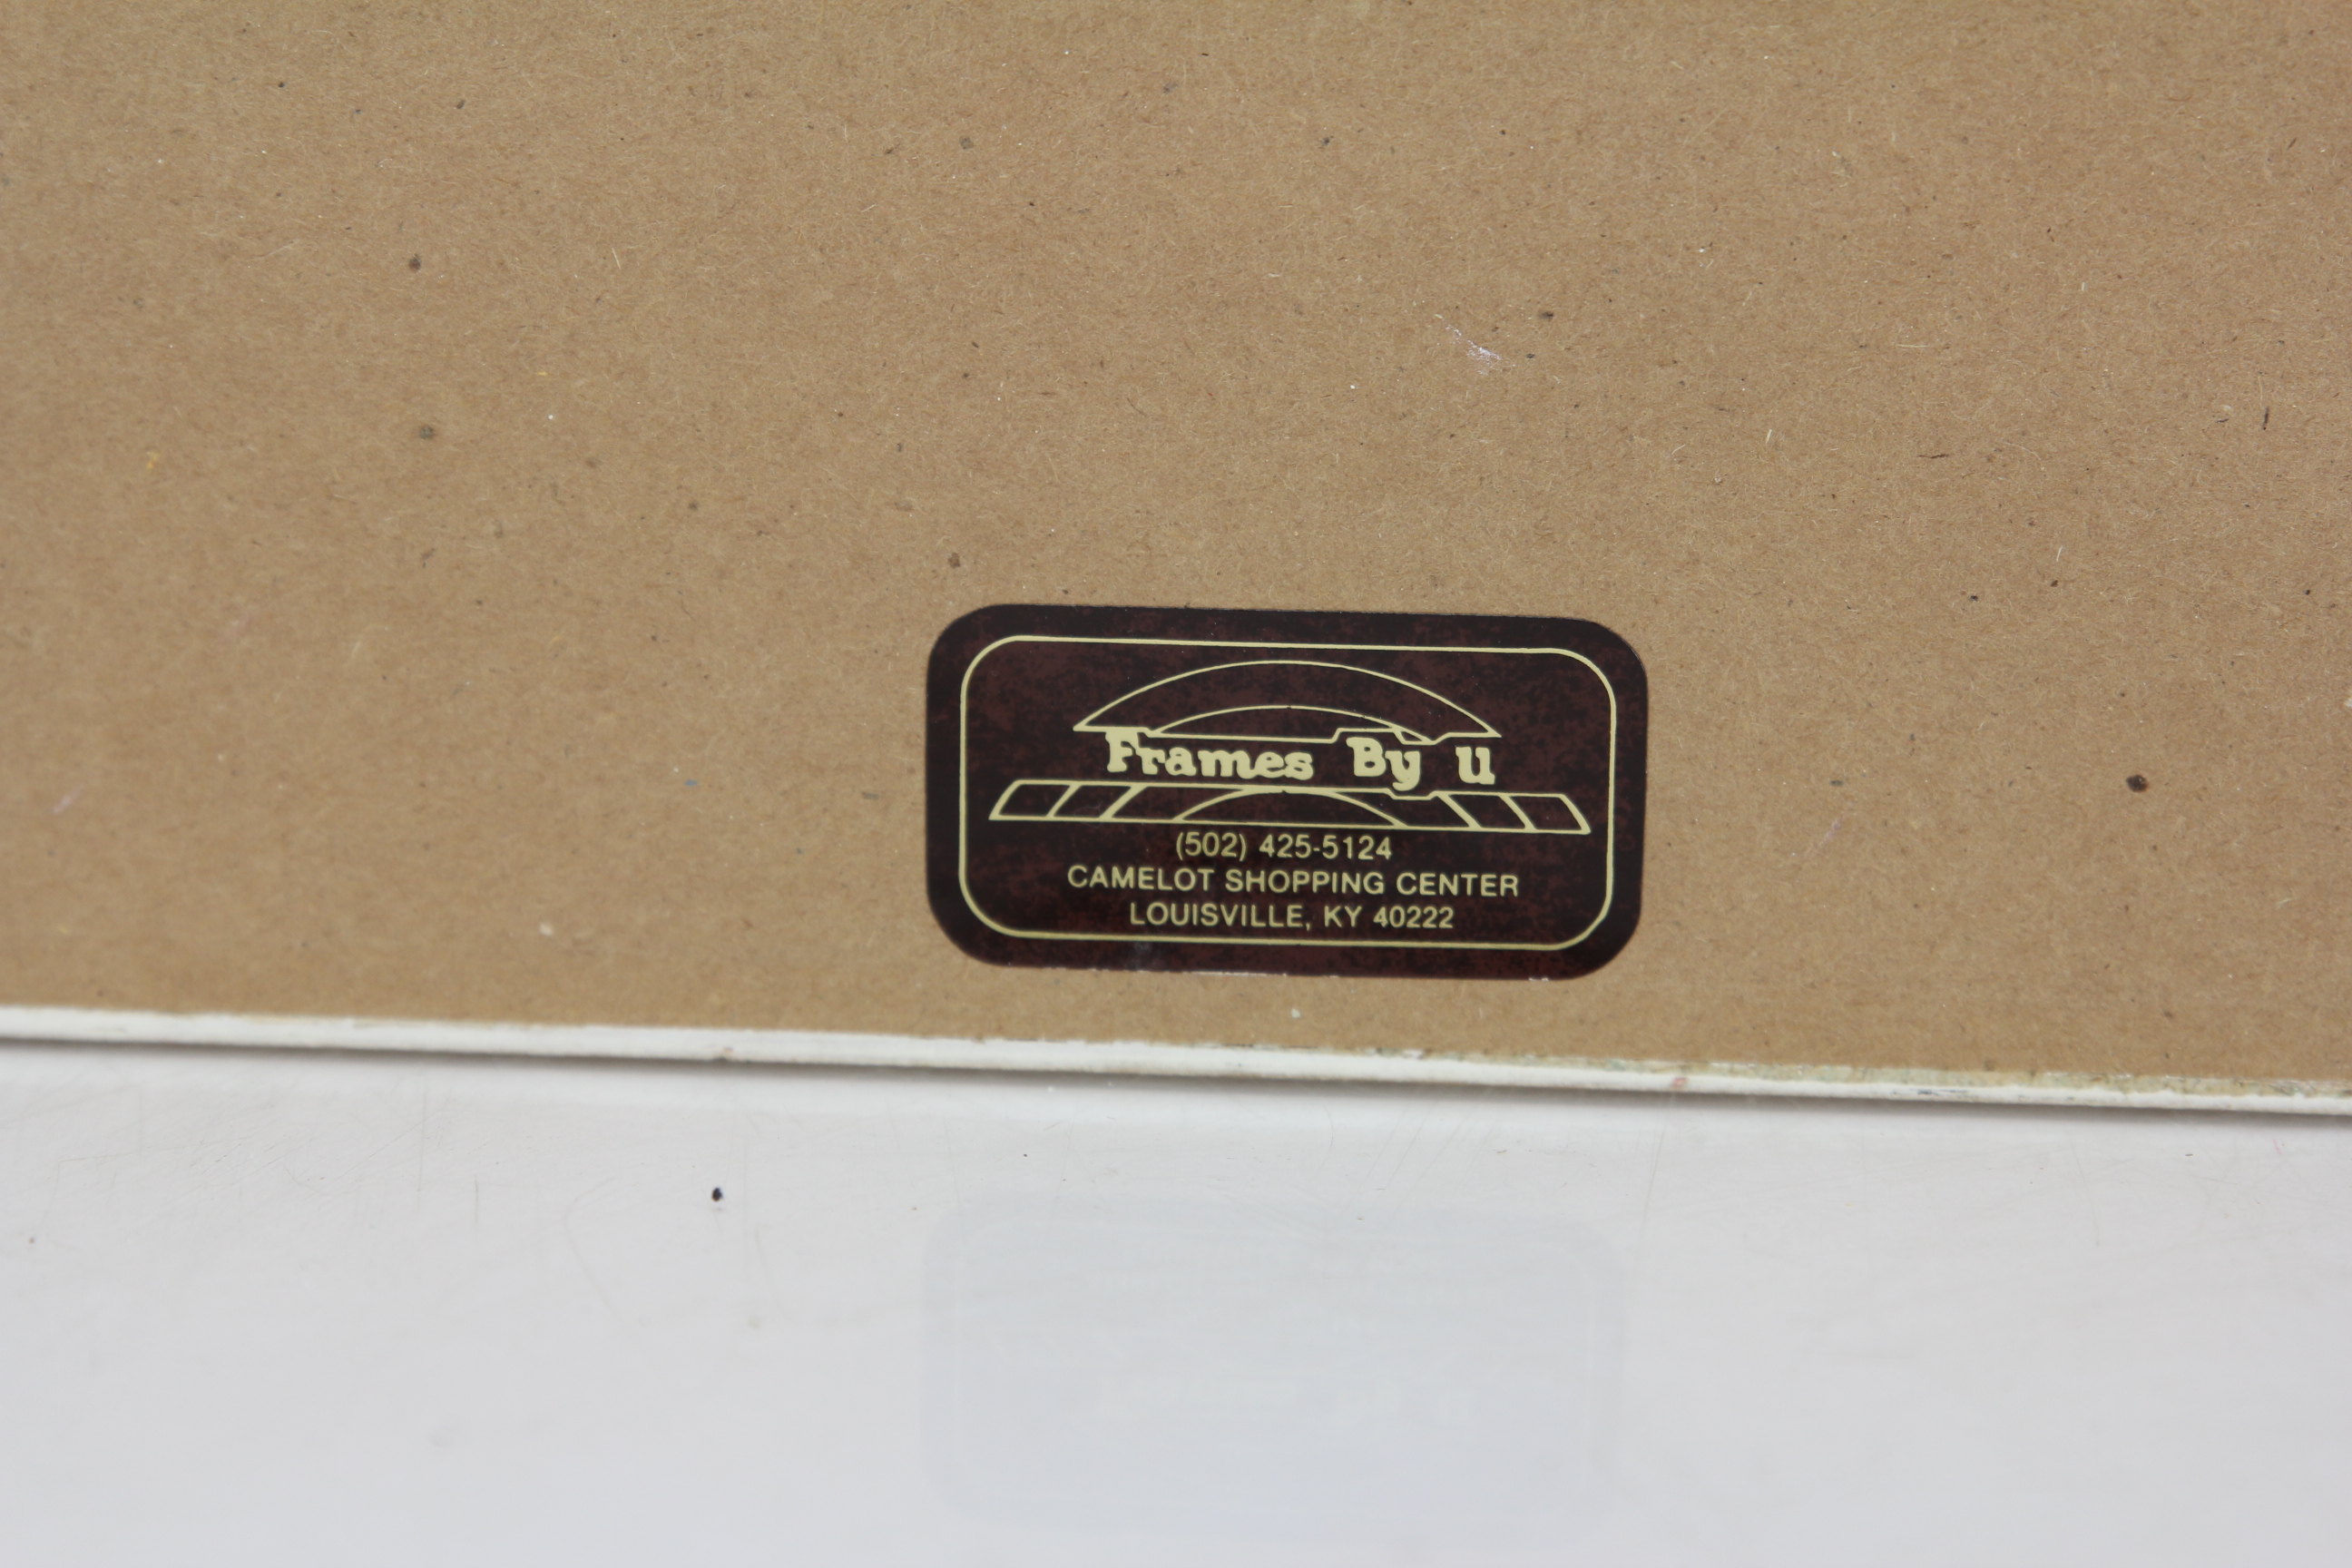 Frames By U
(502) 425-5124
CAMELOT SHOPPING CENTER
LOUISVILLE, KY 40222